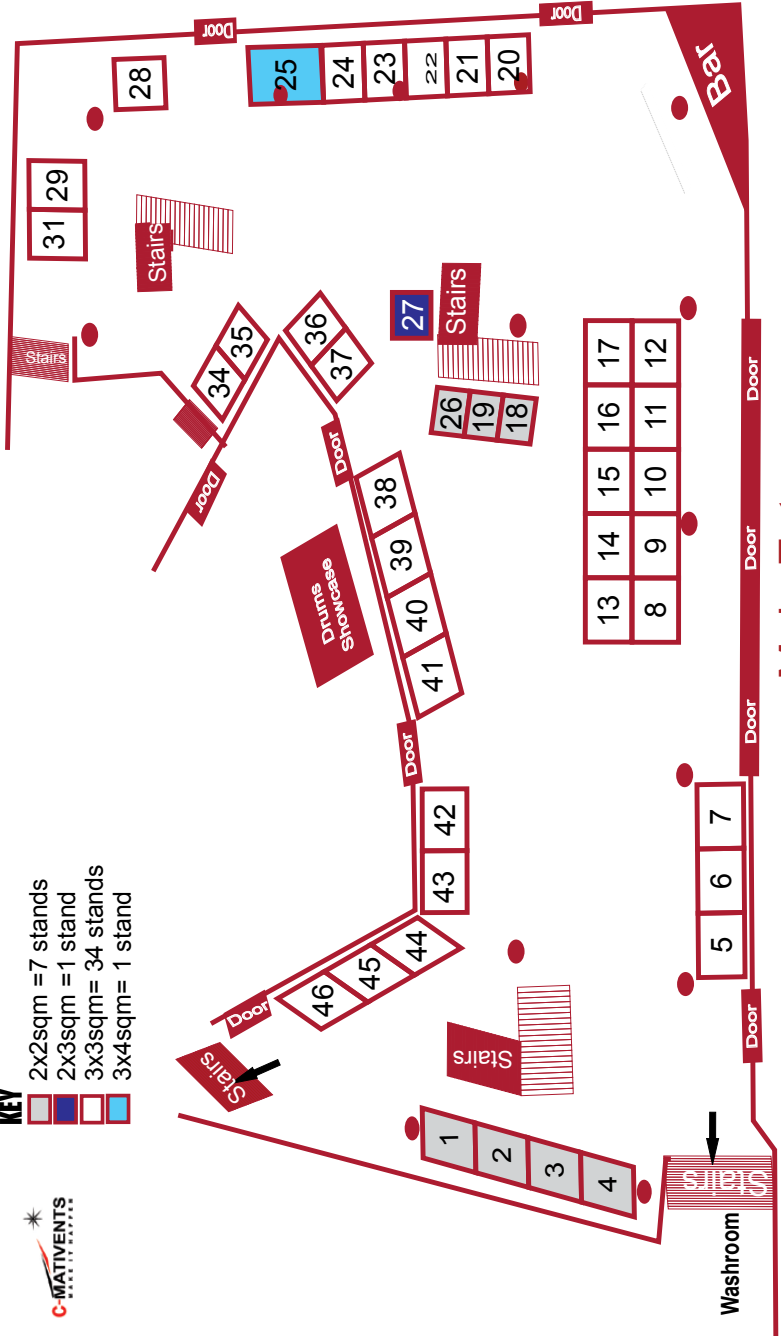 C-MATIVENTS
MAKE IT HAPPEN
KEY
2x2sqm =7 stands
2x3sqm =1 stand
3x3sqm= 34 stands
3x4sqm= 1 stand
Stairs
Door
46
45
44
43
42
Door
41
40
39
38
Drums
Showcase
Door
Door
34
35
36
37
Stairs
31
29
28
Stairs
Door
25
24
23
22
21
20
Door
27
Stairs
26
19
18
1
2
3
4
Stairs
13
14
15
16
17
8
9
10
11
12
5
6
7
Washroom
Stairs
Door
Door
Door
Door
Bar